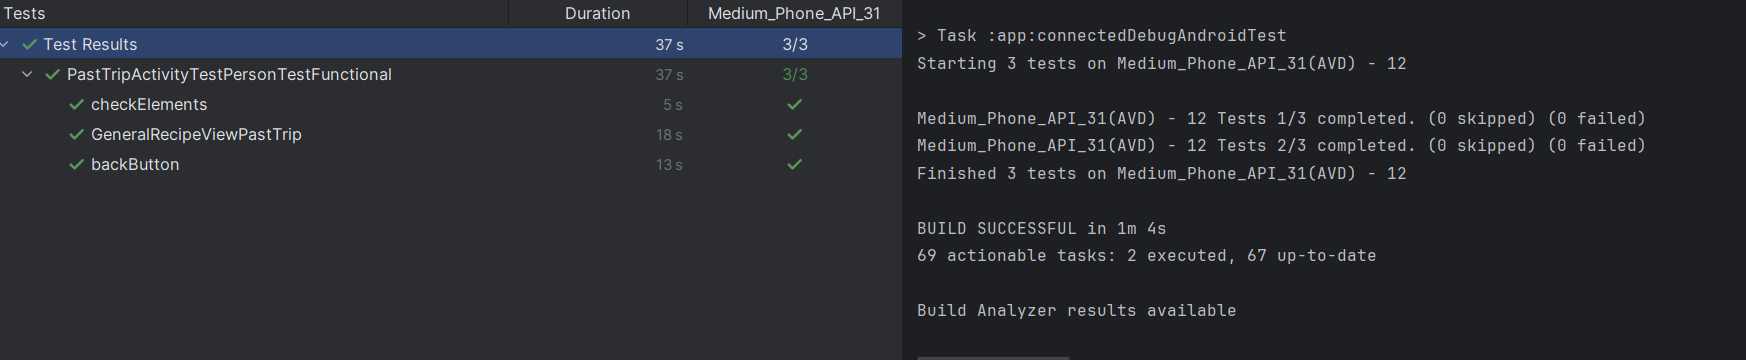 Tests Duration Medium_Phone_API_31
Test Results 37 s 3/3
PastTripActivityTestPersonTestFunctional 37 s 3/3
checkElements 5 s
GeneralRecipeViewPastTrip 18 s
backButton 13 s
> Task :app:connectedDebugAndroidTest
Starting 3 tests on Medium_Phone_API_31(AVD) - 12
Medium_Phone_API_31(AVD) - 12 Tests 1/3 completed. (0 skipped) (0 failed)
Medium_Phone_API_31(AVD) - 12 Tests 2/3 completed. (0 skipped) (0 failed)
Finished 3 tests on Medium_Phone_API_31(AVD) - 12
BUILD SUCCESSFUL in 1m 4s
69 actionable tasks: 2 executed, 67 up-to-date
Build Analyzer results available